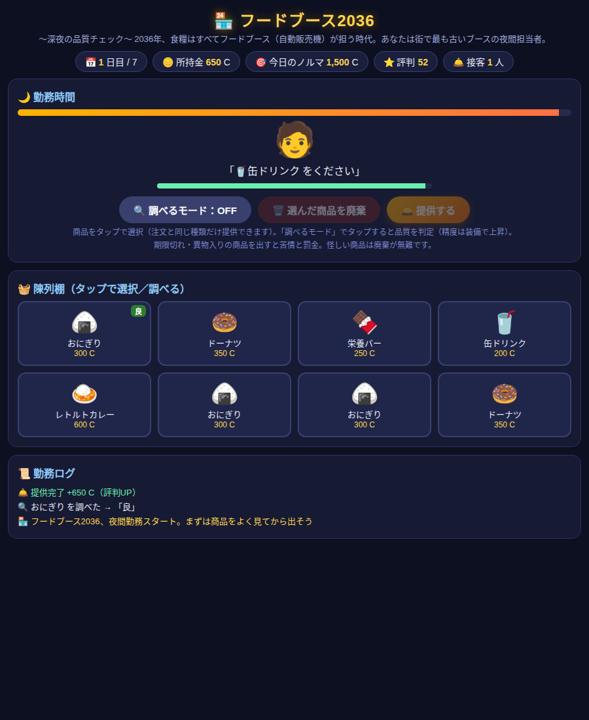 🏪 フードブース2036
〜深夜の品質チェック〜 2036年、食糧はすべてフードブース（自動販売機）が担う時代。あなたは街で最も古いブースの夜間担当者。
📅 1 日目 / 7 🪙 所持金 650 C 🎯 今日のノルマ 1,500 C ⭐ 評判 52 🛎️ 接客 1 人
🌙 勤務時間
「🥤缶ドリンク をください」
🔍 調べるモード：OFF 🗑️ 選んだ商品を廃棄 🛎️ 提供する
商品をタップで選択（注文と同じ種類だけ提供できます）。「調べるモード」でタップすると品質を判定（精度は装備で上昇）。
期限切れ・異物入りの商品を出すと苦情と罰金。怪しい商品は廃棄が無難です。
🧺 陳列棚（タップで選択／調べる）
良
おにぎり ドーナツ 栄養バー 缶ドリンク
300 C 350 C 250 C 200 C
レトルトカレー おにぎり おにぎり ドーナツ
600 C 300 C 300 C 350 C
📜 勤務ログ
🛎️ 提供完了 +650 C（評判UP）
🔍 おにぎり を調べた → 「良」
🏪 フードブース2036、夜間勤務スタート。まずは商品をよく見てから出そう